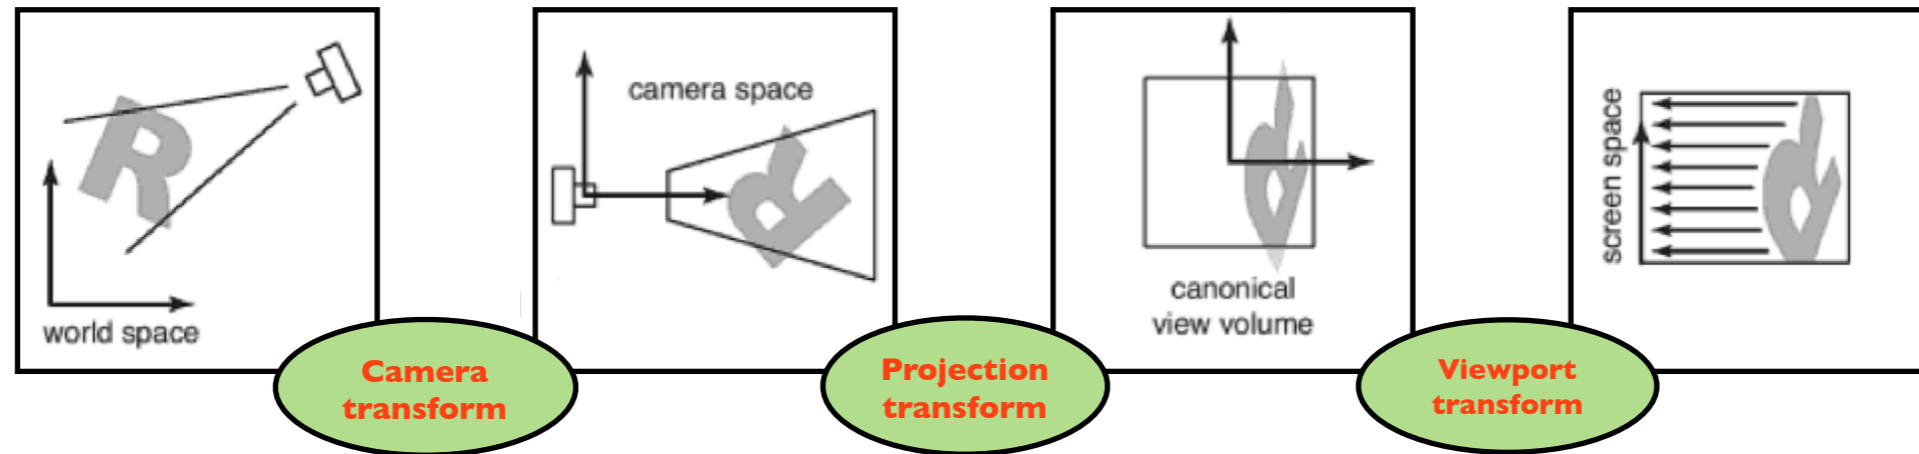 world space
camera space
canonical
view volume
screen space
Camera
transform
Projection
transform
Viewport
transform